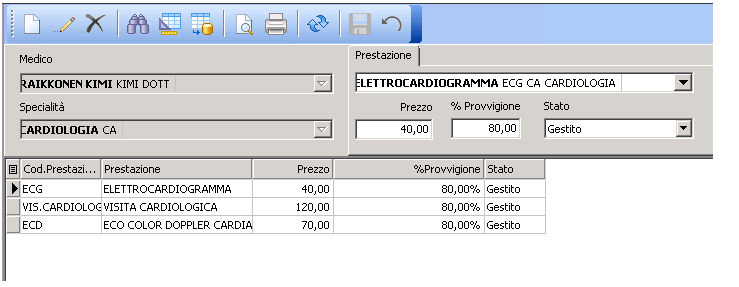 Medico
RAIKKONEN KIMI KIMI DOTT
Specialità
CARDIOLOGIA CA
Prestazione
ELETTROCARDIOGRAMMA ECG CA CARDIOLOGIA
Prezzo % Provvigione Stato
40,00 80,00 Gestito
Cod.Prestazi... Prestazione Prezzo %Provvigione Stato
ECG ELETTROCARDIOGRAMMA 40,00 80,00% Gestito
VIS.CARDIOLOG VISITA CARDIOLOGICA 120,00 80,00% Gestito
ECD ECO COLOR DOPPLER CARDIA 70,00 80,00% Gestito